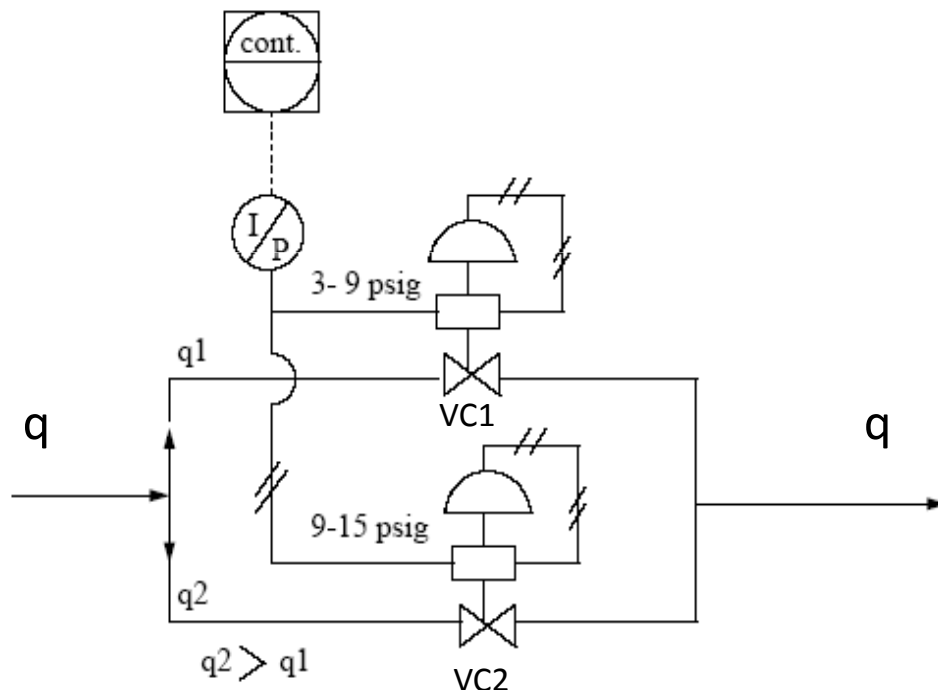 cont.
I
P
3- 9 psig
q1
VC1
q
q
9-15 psig
q2
q2 > q1
VC2